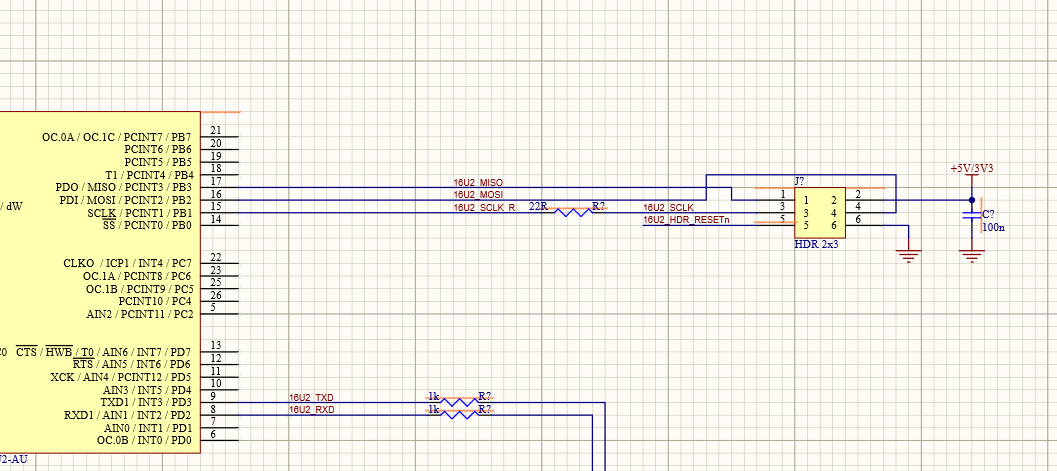 21
OC.0A / OC.1C / PCINT7 / PB7
20
PCINT6 / PB6
19
PCINT5 / PB5
18
T1 / PCINT4 / PB4
17
PDO / MISO / PCINT3 / PB3
16
PDI / MOSI / PCINT2 / PB2
15
SCLK / PCINT1 / PB1
14
SS / PCINT0 / PB0
/ dW
22
CLKO / ICP1 / INT4 / PC7
23
OC.1A / PCINT8 / PC6
25
OC.1B / PCINT9 / PC5
26
PCINT10 / PC4
5
AIN2 / PCINT11 / PC2
13
CTS / HWB / T0 / AIN6 / INT7 / PD7
12
RTS / AIN5 / INT6 / PD6
11
XCK / AIN4 / PCINT12 / PD5
10
AIN3 / INT5 / PD4
9
TXD1 / INT3 / PD3
8
RXD1 / AIN1 / INT2 / PD2
7
AIN0 / INT1 / PD1
6
OC.0B / INT0 / PD0
U2-AU
16U2_MISO
16U2_MOSI
16U2_SCLK_R
22R
R?
16U2_SCLK
16U2_HDR_RESETn
J?
1 1 2 2
3 3 4 4
5 5 6 6
HDR 2x3
+5V/3V3
C?
100n
16U2_TXD
1k R?
16U2_RXD
1k R?